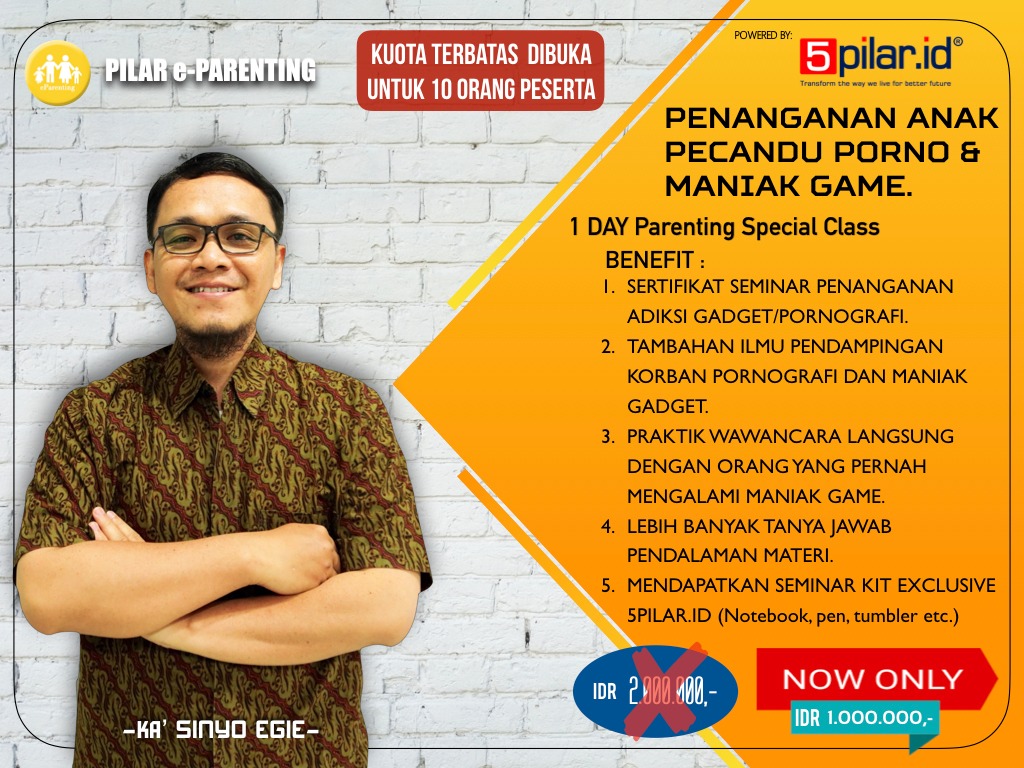 eParenting
PILAR e-PARENTING
KUOTA TERBATAS DIBUKA
UNTUK 10 ORANG PESERTA
POWERED BY:
5pilar.id®
Transform the way we live for better future
PENANGANAN ANAK
PECANDU PORNO &
MANIAK GAME.
1 DAY Parenting Special Class
BENEFIT :
1. SERTIFIKAT SEMINAR PENANGANAN
ADIKSI GADGET/PORNOGRAFI.
2. TAMBAHAN ILMU PENDAMPINGAN
KORBAN PORNOGRAFI DAN MANIAK
GADGET.
3. PRAKTIK WAWANCARA LANGSUNG
DENGAN ORANG YANG PERNAH
MENGALAMI MANIAK GAME.
4. LEBIH BANYAK TANYA JAWAB
PENDALAMAN MATERI.
5. MENDAPATKAN SEMINAR KIT EXCLUSIVE
5PILAR.ID (Notebook, pen, tumbler etc.)
IDR 2.000.000,-
NOW ONLY
IDR 1.000.000,-
-KA' SINYO EGIE-